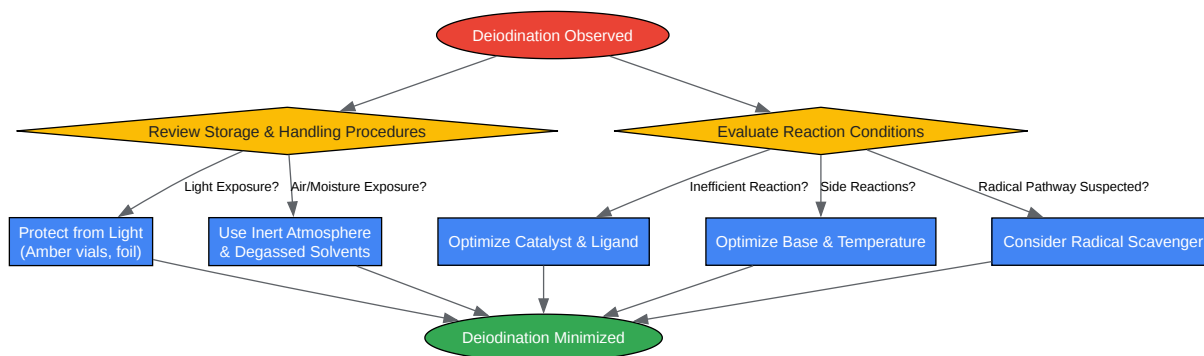 Deiodination Observed
Review Storage & Handling Procedures
Evaluate Reaction Conditions
Light Exposure?
Air/Moisture Exposure?
Inefficient Reaction?
Side Reactions?
Radical Pathway Suspected?
Protect from Light
(Amber vials, foil)
Use Inert Atmosphere
& Degassed Solvents
Optimize Catalyst & Ligand
Optimize Base & Temperature
Consider Radical Scavenger
Deiodination Minimized